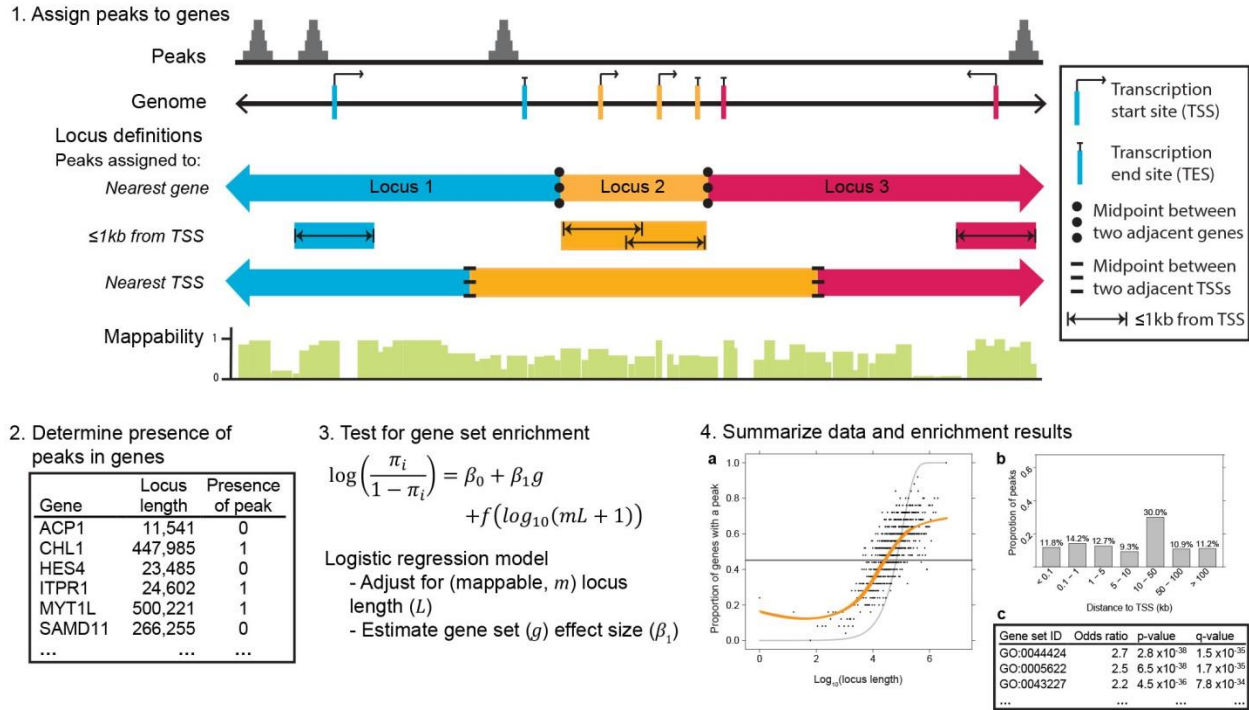 1. Assign peaks to genes
Peaks
Genome
Locus definitions
Peaks assigned to:
Nearest gene
Locus 1
Locus 2
Locus 3
≤1kb from TSS
Nearest TSS
Mappability
1
0
Transcription
start site (TSS)
Transcription
end site (TES)
Midpoint between
two adjacent genes
Midpoint between
two adjacent TSSs
≤1kb from TSS
2. Determine presence of
peaks in genes
Gene Locus length Presence of peak
ACP1 11,541 0
CHL1 447,985 1
HES4 23,485 0
ITPR1 24,602 1
MYT1L 500,221 1
SAMD11 266,255 0
... ... ...
3. Test for gene set enrichment
log(πᵢ / (1 − πᵢ)) = β₀ + β₁g
+f(log₁₀(mL + 1))
Logistic regression model
- Adjust for (mappable, m) locus
length (L)
- Estimate gene set (g) effect size (β₁)
4. Summarize data and enrichment results
a
Proportion of genes with a peak
1.0
0.8
0.6
0.4
0.2
0.0
0 2 4 6
Log₁₀(locus length)
b
Proprotion of peaks
0.6
0.4
0.2
11.8% 14.2% 12.7% 9.3% 30.0% 10.9% 11.2%
< 0.1 0.1 − 1 1 − 5 5 − 10 10 − 50 50 − 100 > 100
Distance to TSS (kb)
c
Gene set ID Odds ratio p-value q-value
GO:0044424 2.7 2.8 x10⁻³⁸ 1.5 x10⁻³⁵
GO:0005622 2.5 6.5 x10⁻³⁸ 1.7 x10⁻³⁵
GO:0043227 2.2 4.5 x10⁻³⁶ 7.8 x10⁻³⁴
... ... ... ...